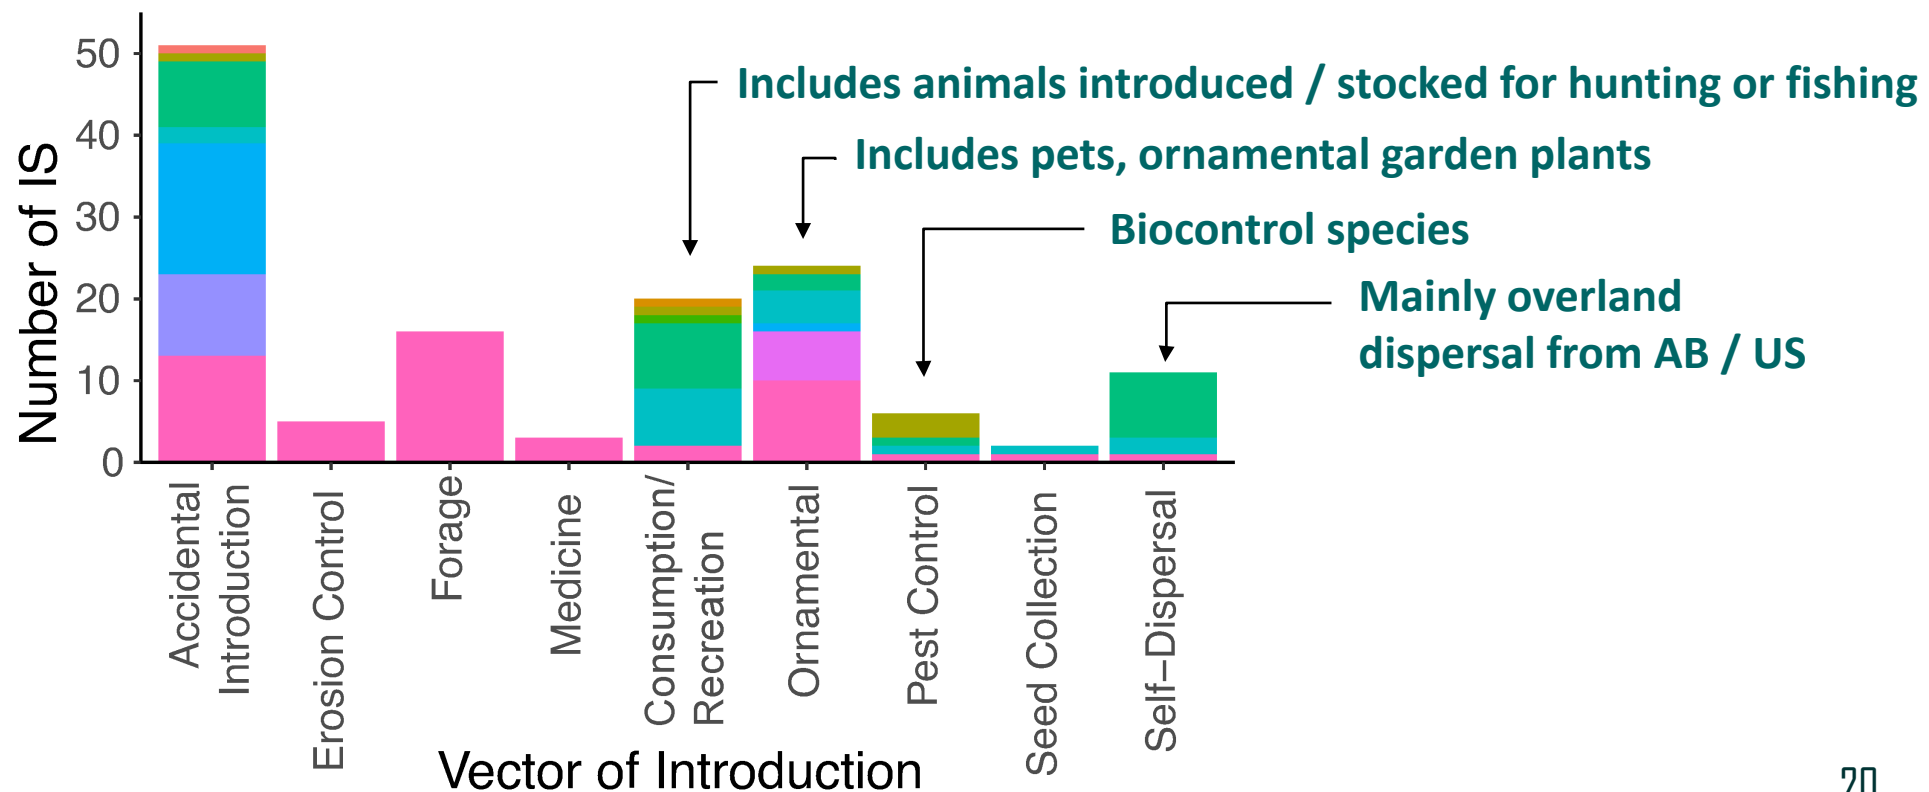 Number of IS
50
40
30
20
10
0
Includes animals introduced / stocked for hunting or fishing
Includes pets, ornamental garden plants
Biocontrol species
Mainly overland
dispersal from AB / US
Accidental
Introduction
Erosion Control
Forage
Medicine
Consumption/
Recreation
Ornamental
Pest Control
Seed Collection
Self–Dispersal
Vector of Introduction